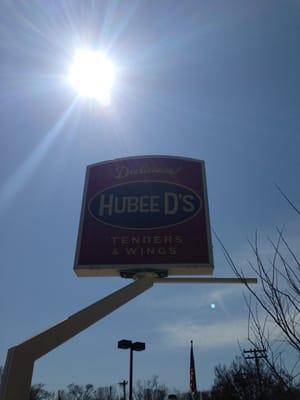 Delicious!
HUBEE D'S
TENDERS
& WINGS